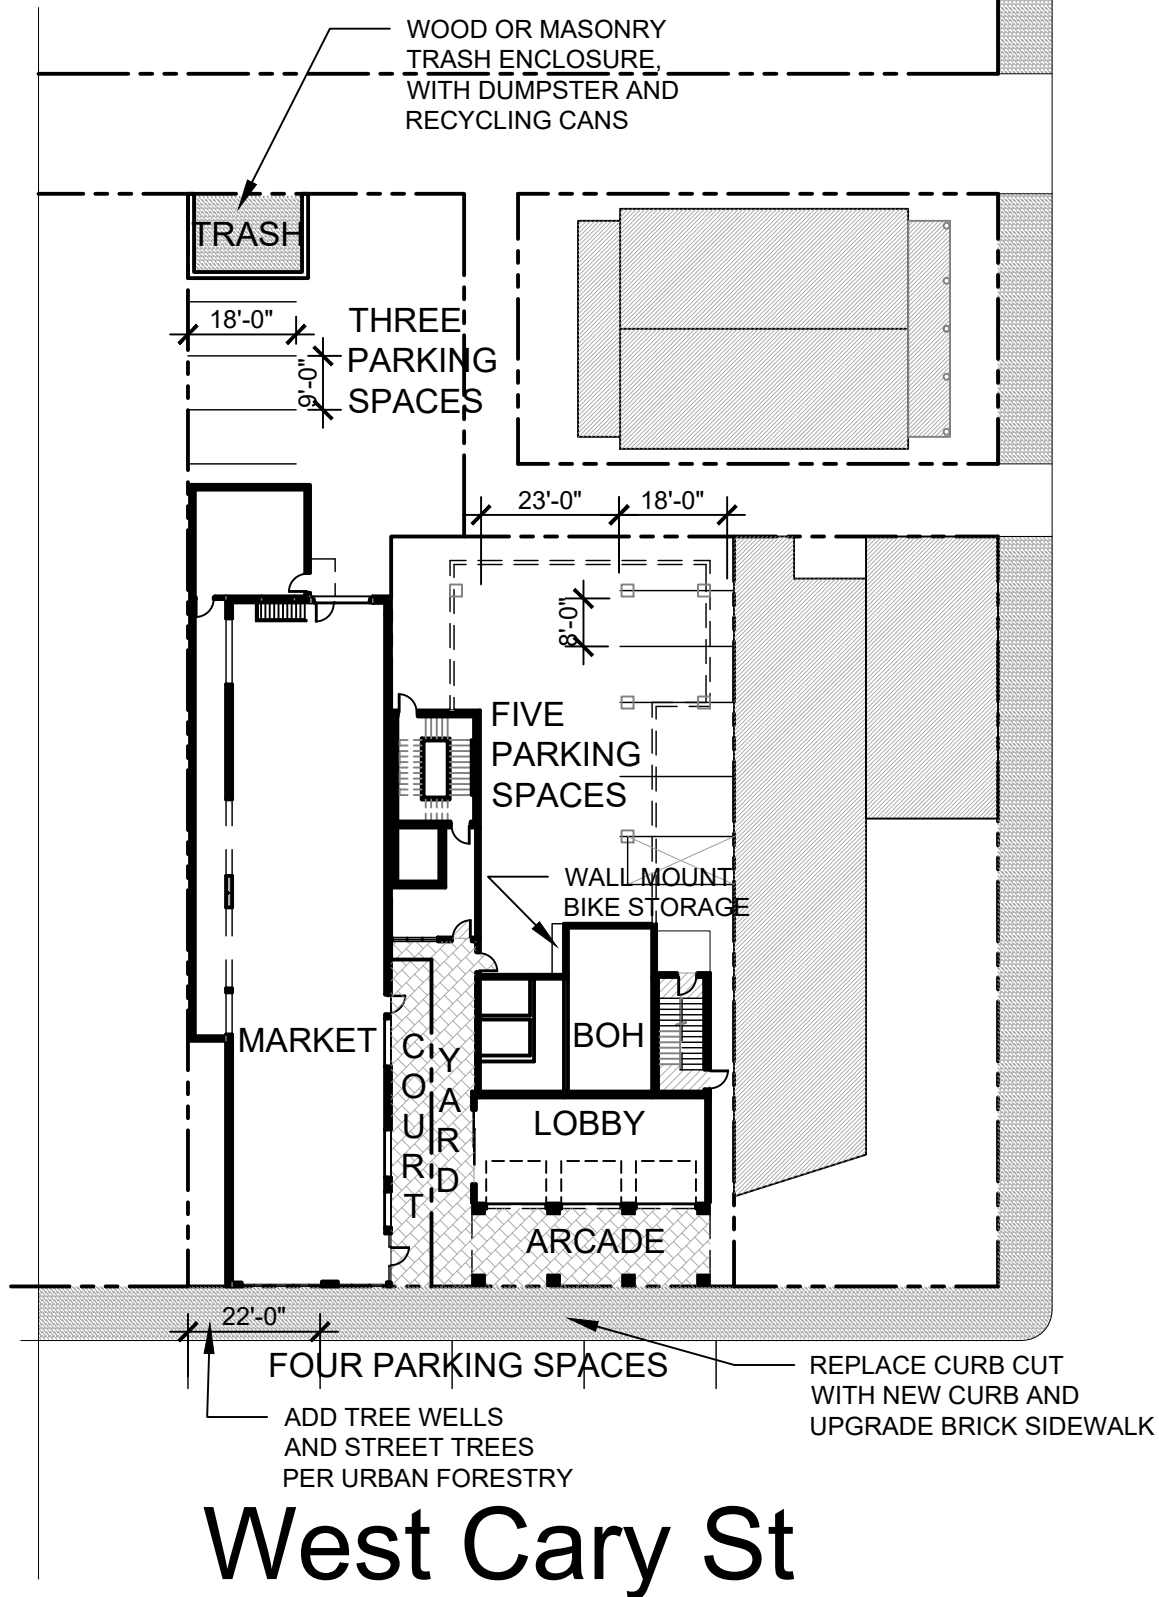 WOOD OR MASONRY
TRASH ENCLOSURE,
WITH DUMPSTER AND
RECYCLING CANS
TRASH
18'-0"
THREE
PARKING
SPACES
9'-0"
23'-0"
18'-0"
8'-0"
FIVE
PARKING
SPACES
WALL MOUNT
BIKE STORAGE
MARKET
COURT
YARD
BOH
LOBBY
ARCADE
22'-0"
FOUR PARKING SPACES
REPLACE CURB CUT
WITH NEW CURB AND
UPGRADE BRICK SIDEWALK
ADD TREE WELLS
AND STREET TREES
PER URBAN FORESTRY
West Cary St